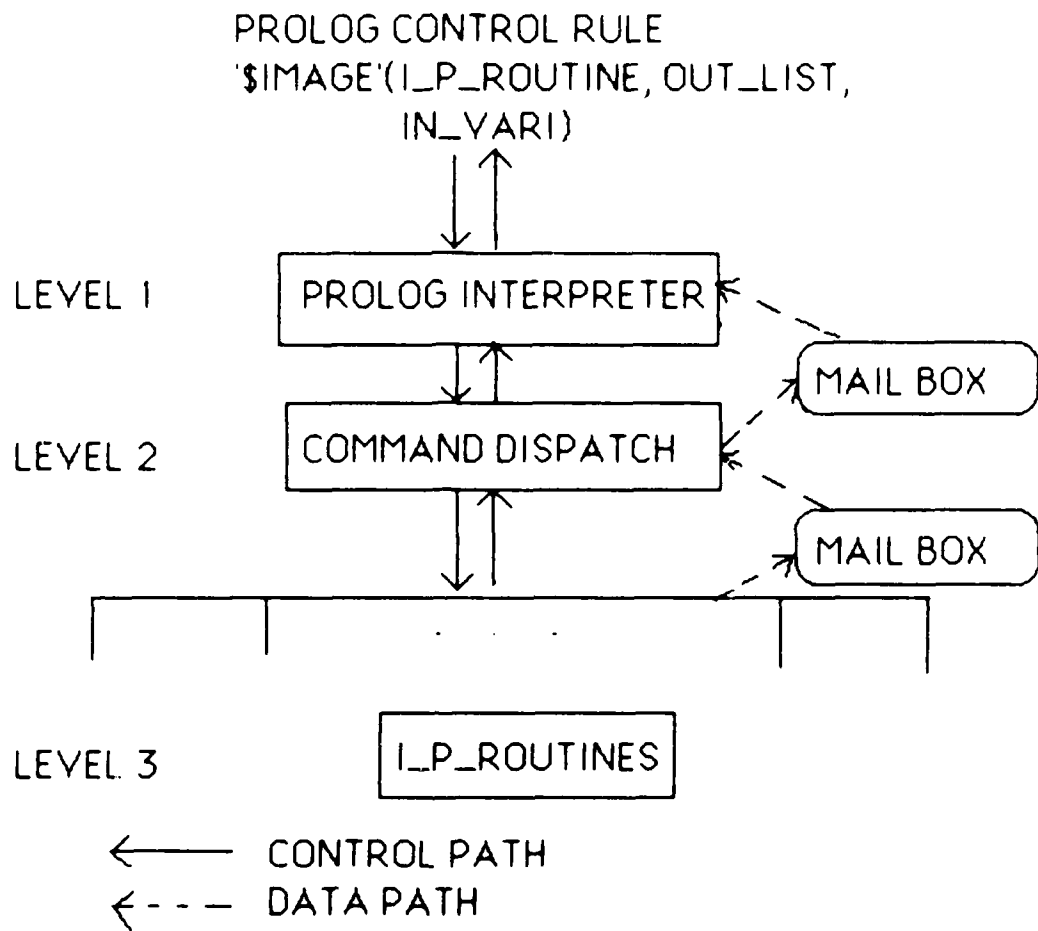 PROLOG CONTROL RULE
'$IMAGE'(I_P_ROUTINE, OUT_LIST,
IN_VARI)
LEVEL 1
PROLOG INTERPRETER
MAIL BOX
LEVEL 2
COMMAND DISPATCH
MAIL BOX
LEVEL 3
I_P_ROUTINES
CONTROL PATH
DATA PATH